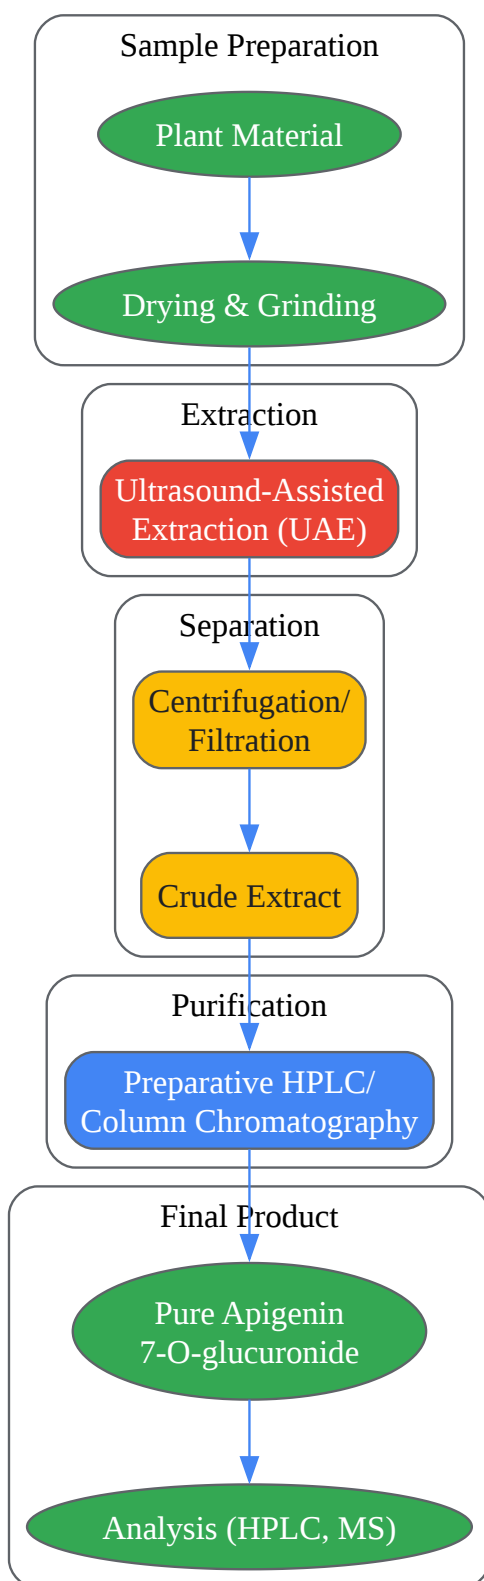 Sample Preparation
Plant Material
Drying & Grinding
Extraction
Ultrasound-Assisted
Extraction (UAE)
Separation
Centrifugation/
Filtration
Crude Extract
Purification
Preparative HPLC/
Column Chromatography
Final Product
Pure Apigenin
7-O-glucuronide
Analysis (HPLC, MS)